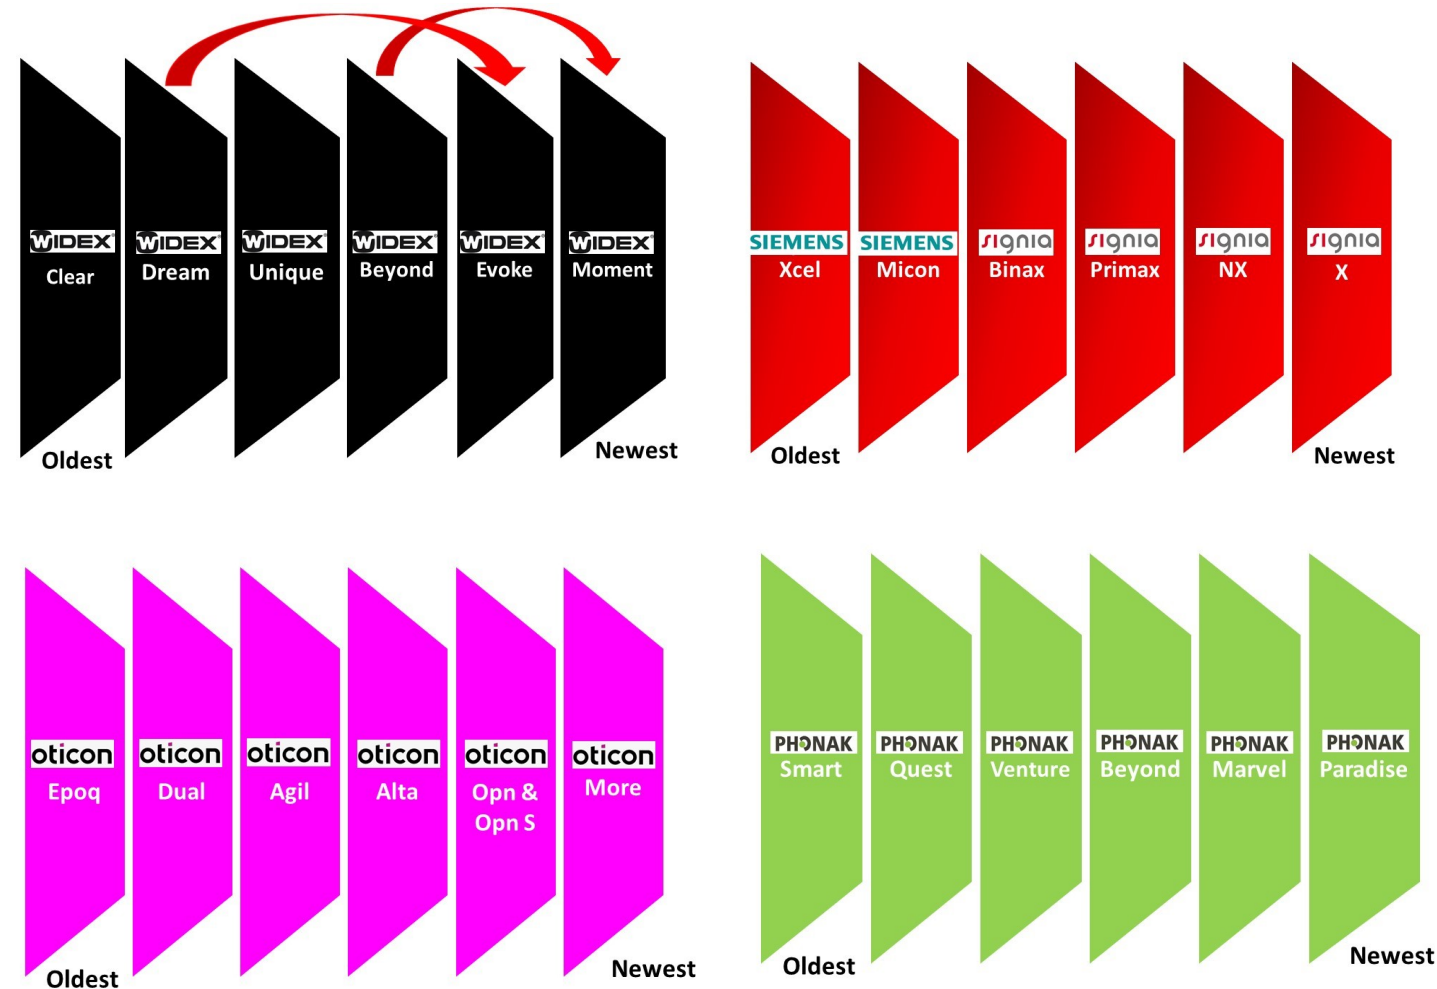 WIDEX
Clear
WIDEX
Dream
WIDEX
Unique
WIDEX
Beyond
WIDEX
Evoke
WIDEX
Moment
Oldest
Newest
SIEMENS
Xcel
SIEMENS
Micon
signia
Binax
signia
Primax
signia
NX
signia
X
Oldest
Newest
oticon
Epoq
oticon
Dual
oticon
Agil
oticon
Alta
oticon
Opn &
Opn S
oticon
More
Oldest
Newest
PHONAK
Smart
PHONAK
Quest
PHONAK
Venture
PHONAK
Beyond
PHONAK
Marvel
PHONAK
Paradise
Oldest
Newest